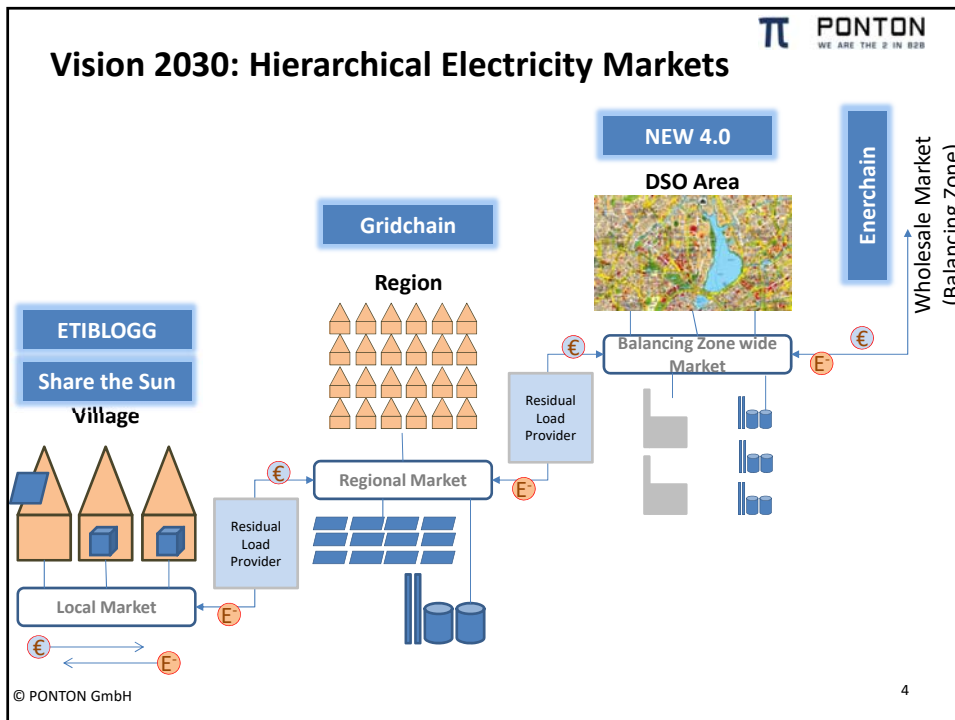 π PONTON
WE ARE THE 2 IN B2B
Vision 2030: Hierarchical Electricity Markets
NEW 4.0
DSO Area
Enerchain
Wholesale Market
(Balancing Zone)
Gridchain
Region
ETIBLOGG
Share the Sun
Village
€
Balancing Zone wide
Market
€
E-
Residual
Load
Provider
€
Regional Market
E-
Residual
Load
Provider
Local Market
E-
€
E-
© PONTON GmbH
4